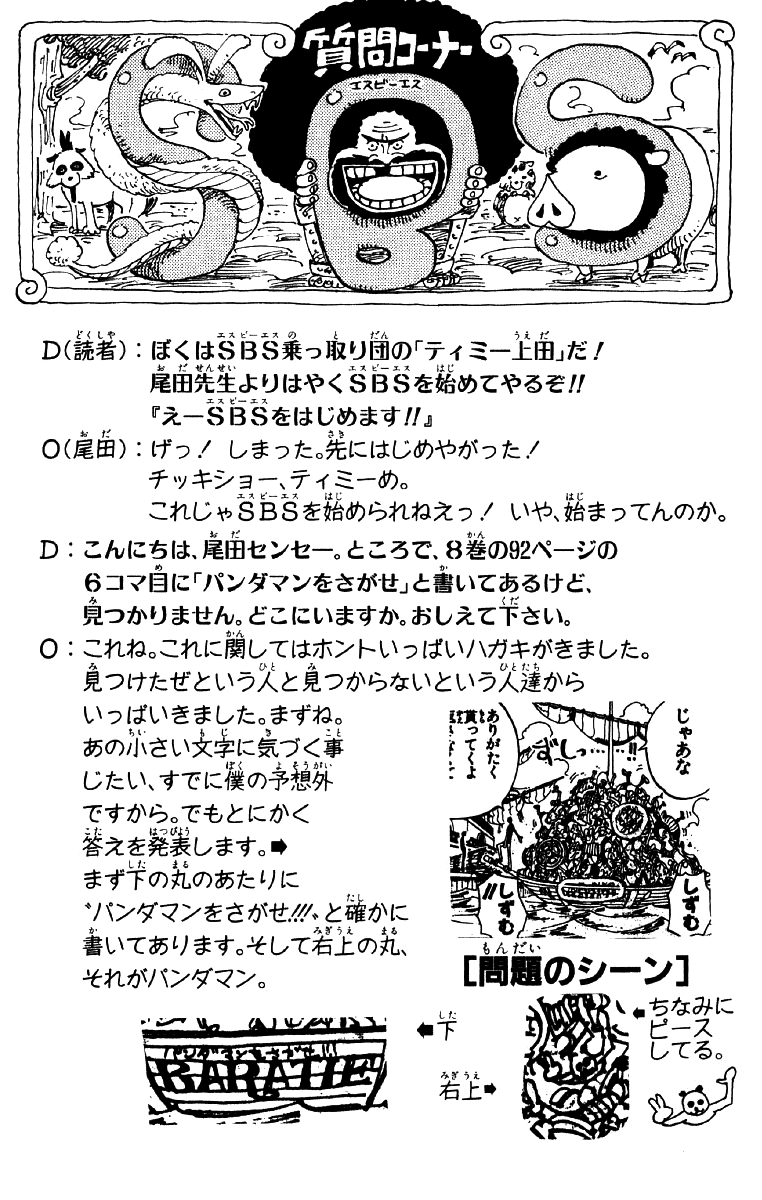 質問コーナー
エスビーエス
SBS
D(読者):ぼくはSBS乗っ取り団の「ティミー上田」だ!
尾田先生よりはやくSBSを始めてやるぞ!!
『えーSBSをはじめます!!』
O(尾田):げっ! しまった。先にはじめやがった!
チッキショー、ティミーめ。
これじゃSBSを始められねえっ! いや、始まってんのか。
D:こんにちは、尾田センセー。ところで、8巻の92ページの
6コマ目に「パンダマンをさがせ」と書いてあるけど、
見つかりません。どこにいますか。おしえて下さい。
O:これね。これに関してはホントいっぱいハガキがきました。
見つけたぜという人と見つからないという人達から
いっぱいきました。まずね。
あの小さい文字に気づく事
じたい、すでに僕の予想外
ですから。でもとにかく
答えを発表します。➡
まず下の丸のあたりに
〝パンダマンをさがせ!!!〟と確かに
書いてあります。そして右上の丸、
それがパンダマン。
じゃあな
ありがたく
貰ってくよ
ずしっ…!!
しずむ
しずむ
!!
[問題のシーン]
パンダマンをさがせ!!!
BARATIE
⬅下
右上➡
⬅ちなみに
ピース
してる。